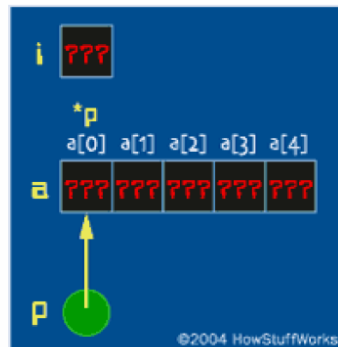 i ???
*p
a[0] a[1] a[2] a[3] a[4]
a ??? ??? ??? ??? ???
p
©2004 HowStuffWorks